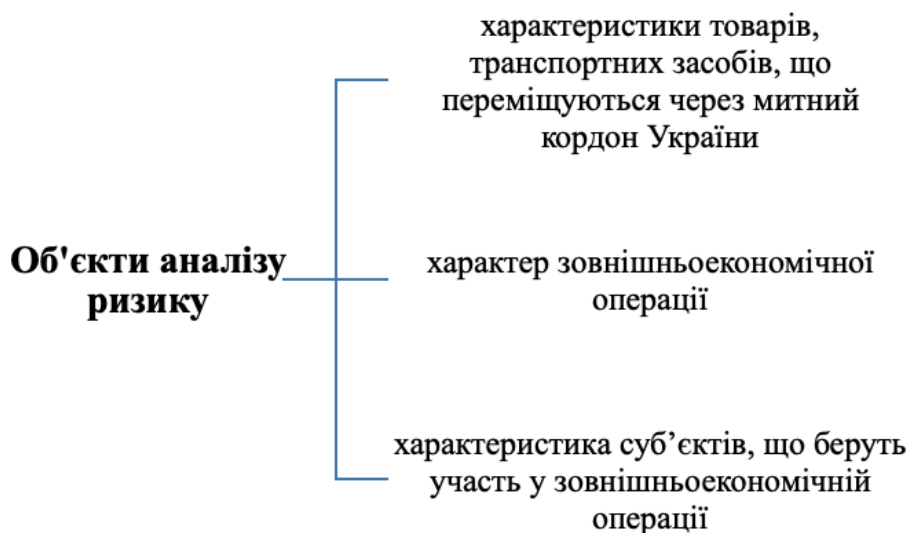 характеристики товарів,
транспортних засобів, що
переміщуються через митний
кордон України
Об'єкти аналізу
ризику
характер зовнішньоекономічної
операції
характеристика суб’єктів, що беруть
участь у зовнішньоекономічній
операції